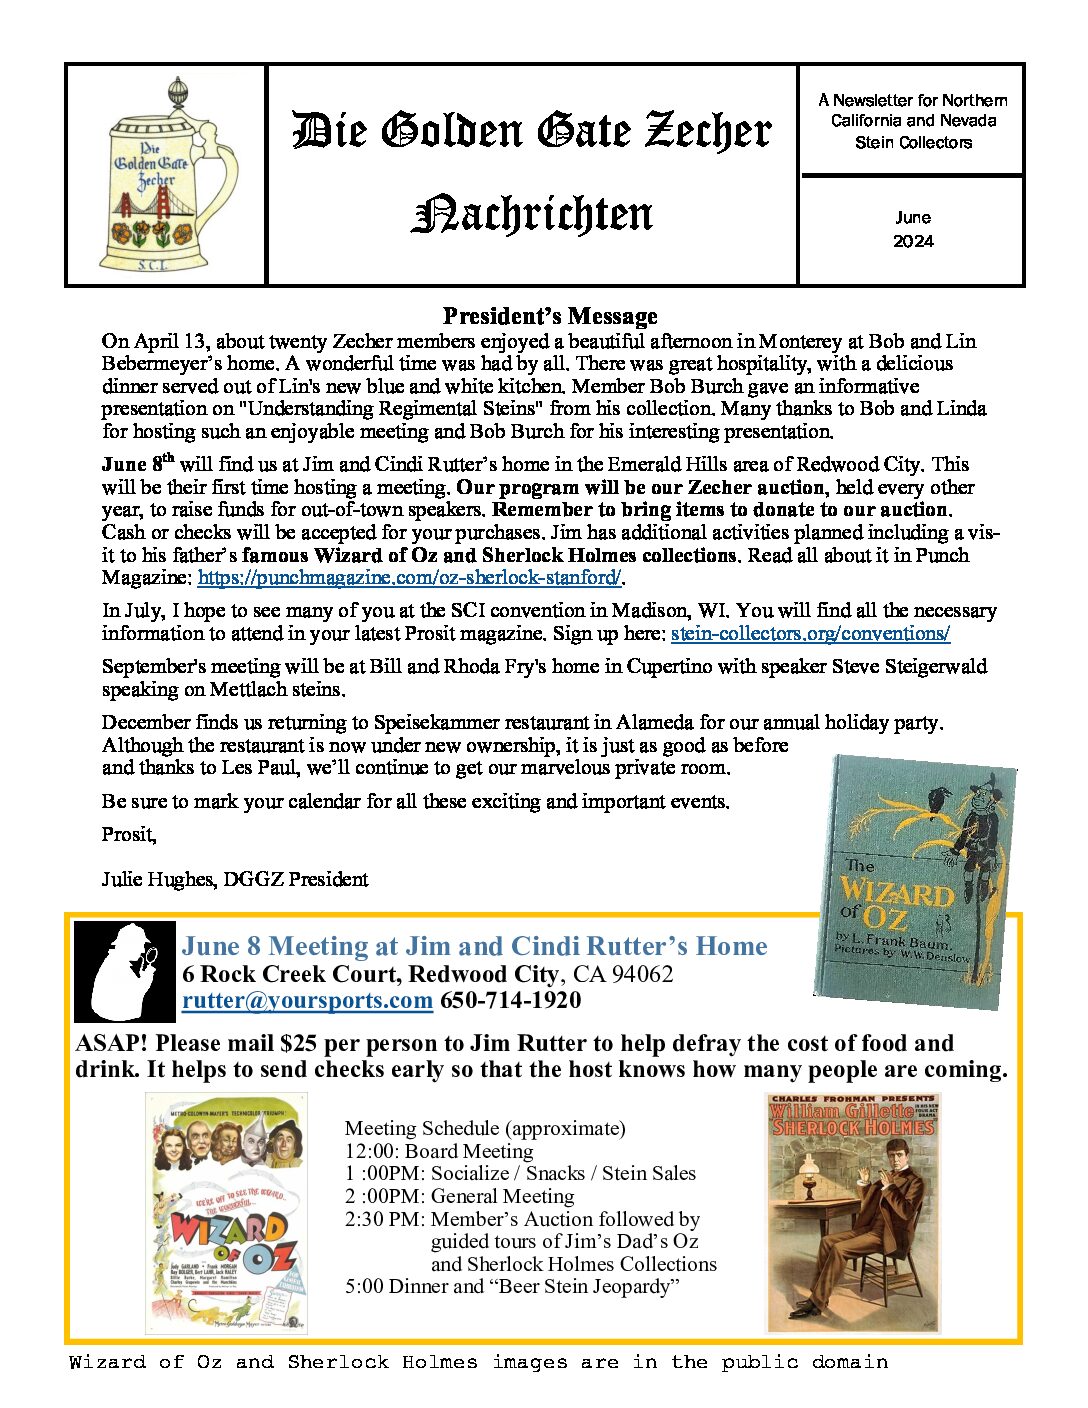 Die
Golden Gate
Zecher
S.C.I.
Die Golden Gate Zecher
Nachrichten
A Newsletter for Northern
California and Nevada
Stein Collectors
June
2024
President’s Message
On April 13, about twenty Zecher members enjoyed a beautiful afternoon in Monterey at Bob and Lin
Bebermeyer’s home. A wonderful time was had by all. There was great hospitality, with a delicious
dinner served out of Lin's new blue and white kitchen. Member Bob Burch gave an informative
presentation on "Understanding Regimental Steins" from his collection. Many thanks to Bob and Linda
for hosting such an enjoyable meeting and Bob Burch for his interesting presentation.
June 8th will find us at Jim and Cindi Rutter’s home in the Emerald Hills area of Redwood City. This
will be their first time hosting a meeting. Our program will be our Zecher auction, held every other
year, to raise funds for out-of-town speakers. Remember to bring items to donate to our auction.
Cash or checks will be accepted for your purchases. Jim has additional activities planned including a vis-
it to his father’s famous Wizard of Oz and Sherlock Holmes collections. Read all about it in Punch
Magazine: https://punchmagazine.com/oz-sherlock-stanford/.
In July, I hope to see many of you at the SCI convention in Madison, WI. You will find all the necessary
information to attend in your latest Prosit magazine. Sign up here: stein-collectors.org/conventions/
September's meeting will be at Bill and Rhoda Fry's home in Cupertino with speaker Steve Steigerwald
speaking on Mettlach steins.
December finds us returning to Speisekammer restaurant in Alameda for our annual holiday party.
Although the restaurant is now under new ownership, it is just as good as before
and thanks to Les Paul, we’ll continue to get our marvelous private room.
Be sure to mark your calendar for all these exciting and important events.
Prosit,
Julie Hughes, DGGZ President
The
WIZARD
of OZ
by L. Frank Baum.
Pictures by W.W. Denslow
June 8 Meeting at Jim and Cindi Rutter’s Home
6 Rock Creek Court, Redwood City, CA 94062
rutter@yoursports.com 650-714-1920
ASAP! Please mail $25 per person to Jim Rutter to help defray the cost of food and
drink. It helps to send checks early so that the host knows how many people are coming.
METRO-GOLDWYN-MAYER'S TECHNICOLOR TRIUMPH!
WE'RE OFF TO SEE THE WIZARD...
THE WONDERFUL...
WIZARD
OF OZ
Judy GARLAND • Frank MORGAN
Ray BOLGER, Bert LAHR, Jack HALEY
Billie Burke, Margaret Hamilton
Charley Grapewin and the Munchkins
Metro-Goldwyn-Mayer
Meeting Schedule (approximate)
12:00: Board Meeting
1 :00PM: Socialize / Snacks / Stein Sales
2 :00PM: General Meeting
2:30 PM: Member’s Auction followed by
guided tours of Jim’s Dad’s Oz
and Sherlock Holmes Collections
5:00 Dinner and “Beer Stein Jeopardy”
CHARLES FROHMAN PRESENTS
William Gillette
IN HIS NEW
FOUR ACT
DRAMA
SHERLOCK HOLMES
Wizard of Oz and Sherlock Holmes images are in the public domain